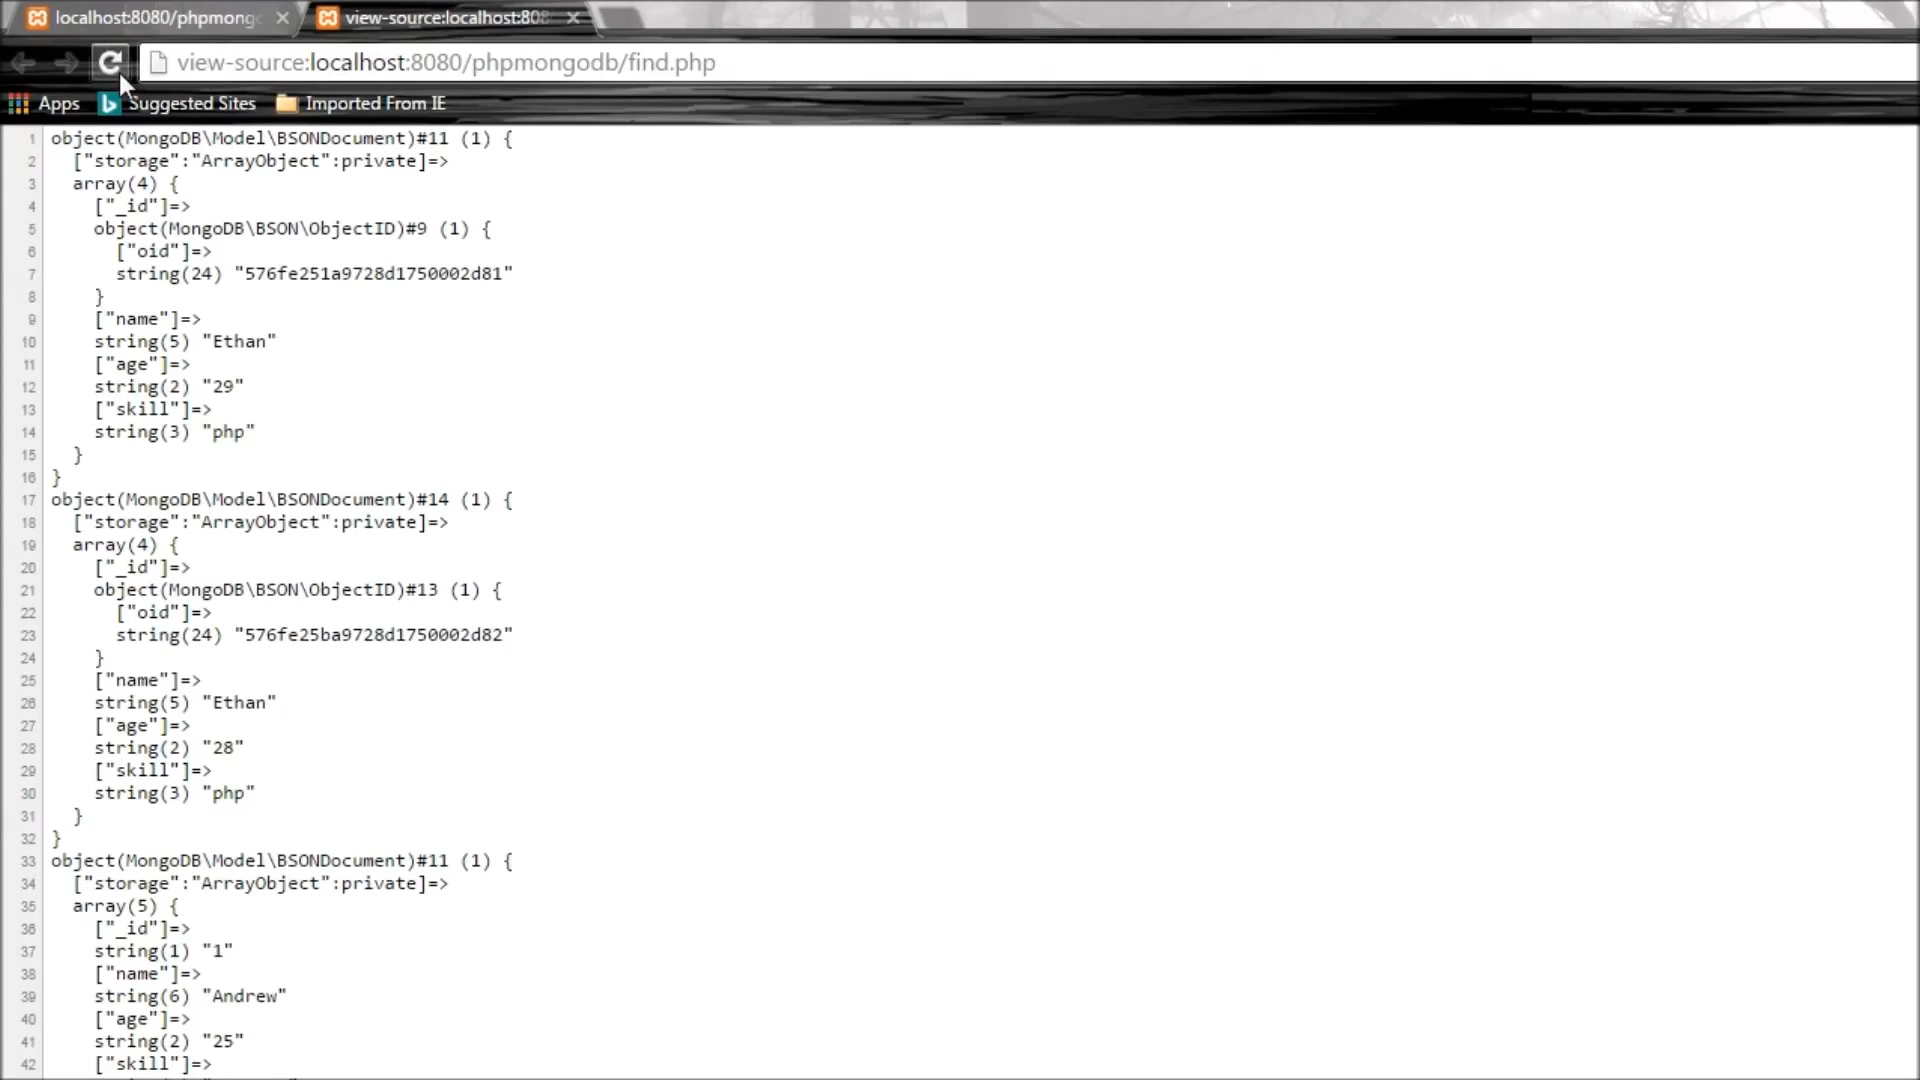 localhost:8080/phpmong
view-source:localhost:808
view-source:localhost:8080/phpmongodb/find.php
Apps
Suggested Sites
Imported From IE
1 object(MongoDB\Model\BSONDocument)#11 (1) {
2 ["storage":"ArrayObject":private]=>
3 array(4) {
4 ["_id"]=>
5 object(MongoDB\BSON\ObjectID)#9 (1) {
6 ["oid"]=>
7 string(24) "576fe251a9728d1750002d81"
8 }
9 ["name"]=>
10 string(5) "Ethan"
11 ["age"]=>
12 string(2) "29"
13 ["skill"]=>
14 string(3) "php"
15 }
16 }
17 object(MongoDB\Model\BSONDocument)#14 (1) {
18 ["storage":"ArrayObject":private]=>
19 array(4) {
20 ["_id"]=>
21 object(MongoDB\BSON\ObjectID)#13 (1) {
22 ["oid"]=>
23 string(24) "576fe25ba9728d1750002d82"
24 }
25 ["name"]=>
26 string(5) "Ethan"
27 ["age"]=>
28 string(2) "28"
29 ["skill"]=>
30 string(3) "php"
31 }
32 }
33 object(MongoDB\Model\BSONDocument)#11 (1) {
34 ["storage":"ArrayObject":private]=>
35 array(5) {
36 ["_id"]=>
37 string(1) "1"
38 ["name"]=>
39 string(6) "Andrew"
40 ["age"]=>
41 string(2) "25"
42 ["skill"]=>